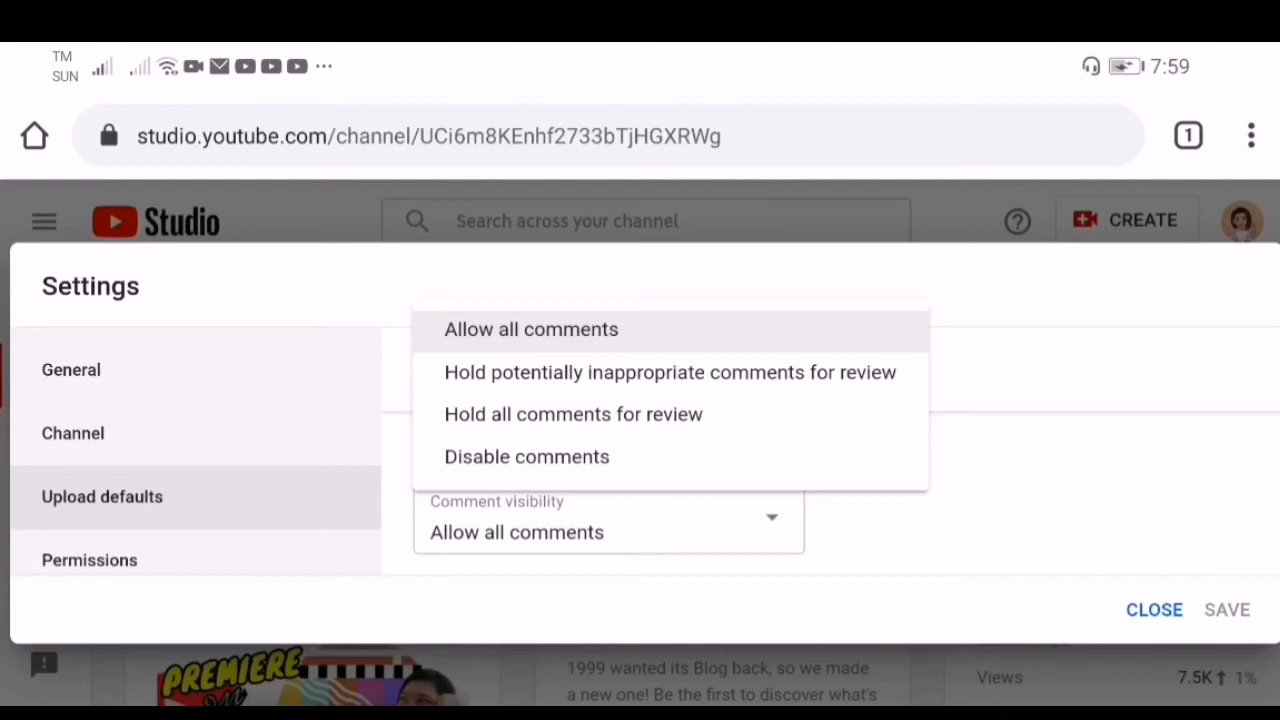 TM
SUN
7:59
studio.youtube.com/channel/UCi6m8KEnhf2733bTjHGXRWg
1
Studio
Search across your channel
CREATE
Settings
General
Channel
Upload defaults
Permissions
Allow all comments
Hold potentially inappropriate comments for review
Hold all comments for review
Disable comments
Comment visibility
Allow all comments
CLOSE
SAVE
PREMIERE
1999 wanted its Blog back, so we made
a new one! Be the first to discover what's
Views
7.5K 1%